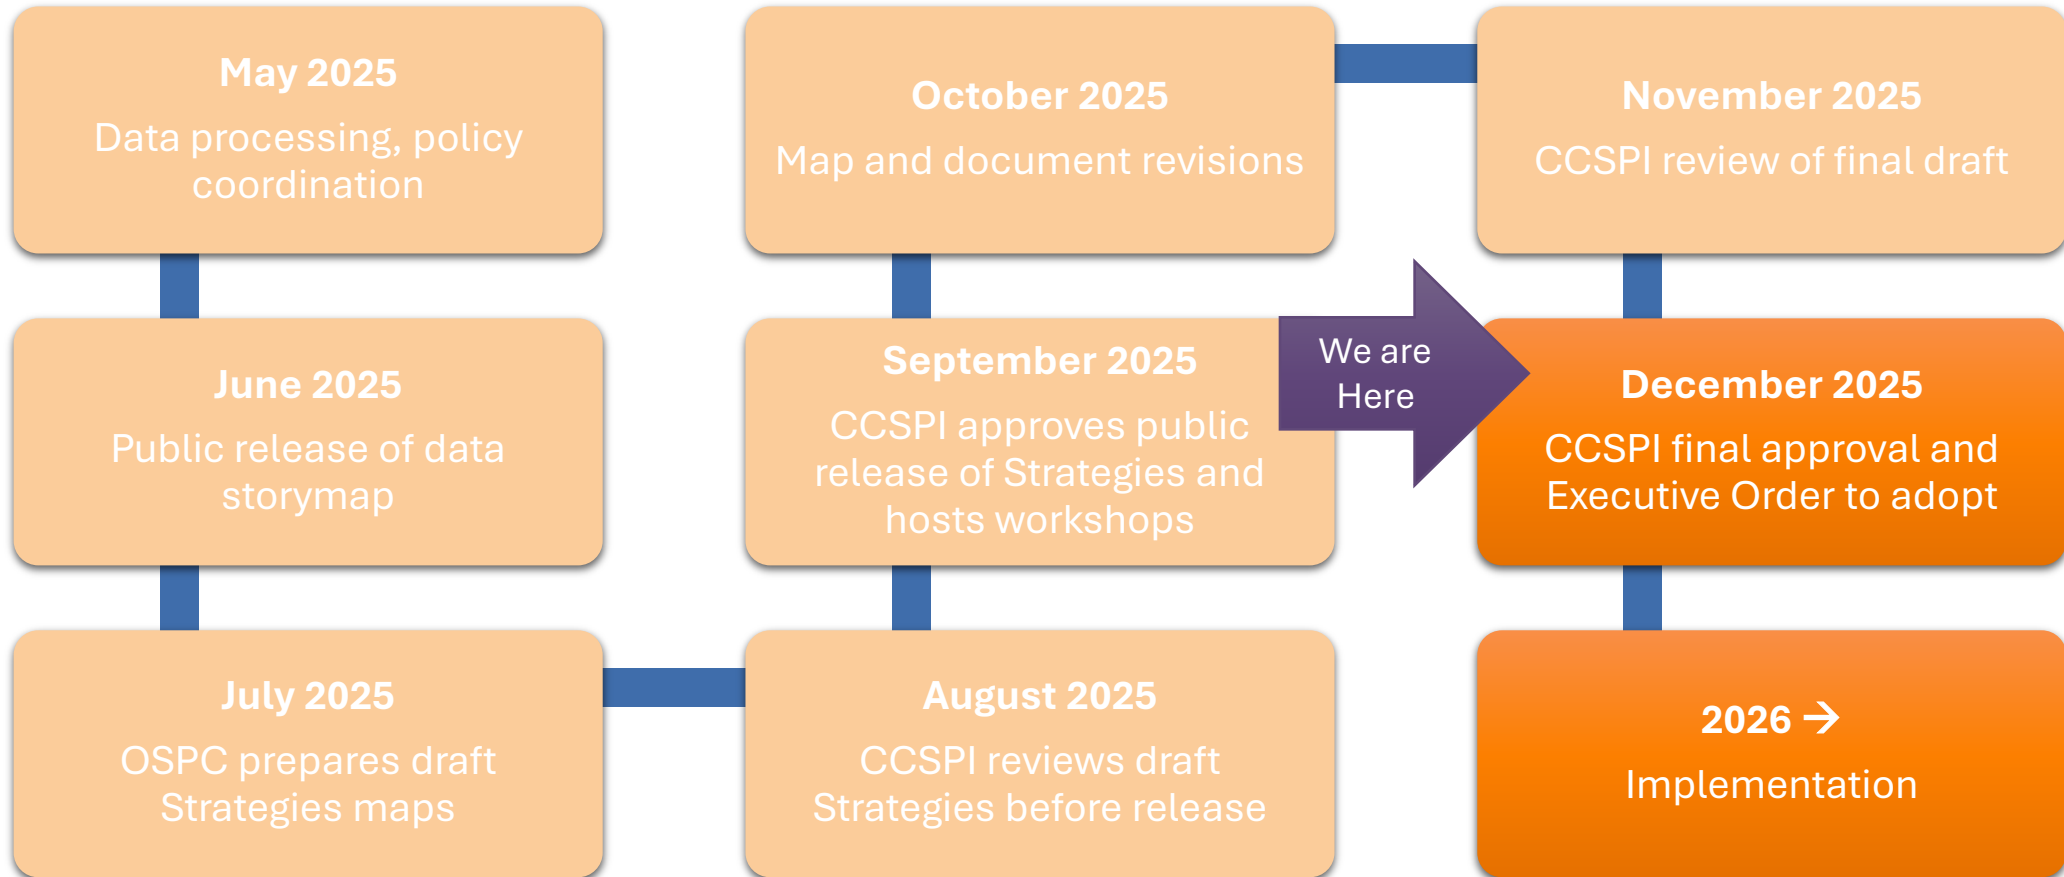 May 2025
Data processing, policy
coordination
June 2025
Public release of data
storymap
July 2025
OSPC prepares draft
Strategies maps
August 2025
CCSPI reviews draft
Strategies before release
September 2025
CCSPI approves public
release of Strategies and
hosts workshops
October 2025
Map and document revisions
November 2025
CCSPI review of final draft
We are
Here
December 2025
CCSPI final approval and
Executive Order to adopt
2026 →
Implementation